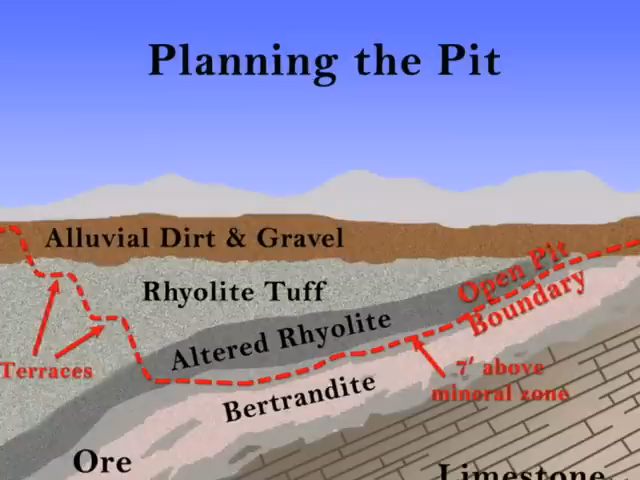 Planning the Pit
Alluvial Dirt & Gravel
Rhyolite Tuff
Open Pit
Boundary
Altered Rhyolite
Terraces
7' above
mineral zone
Bertrandite
Ore
Limestone